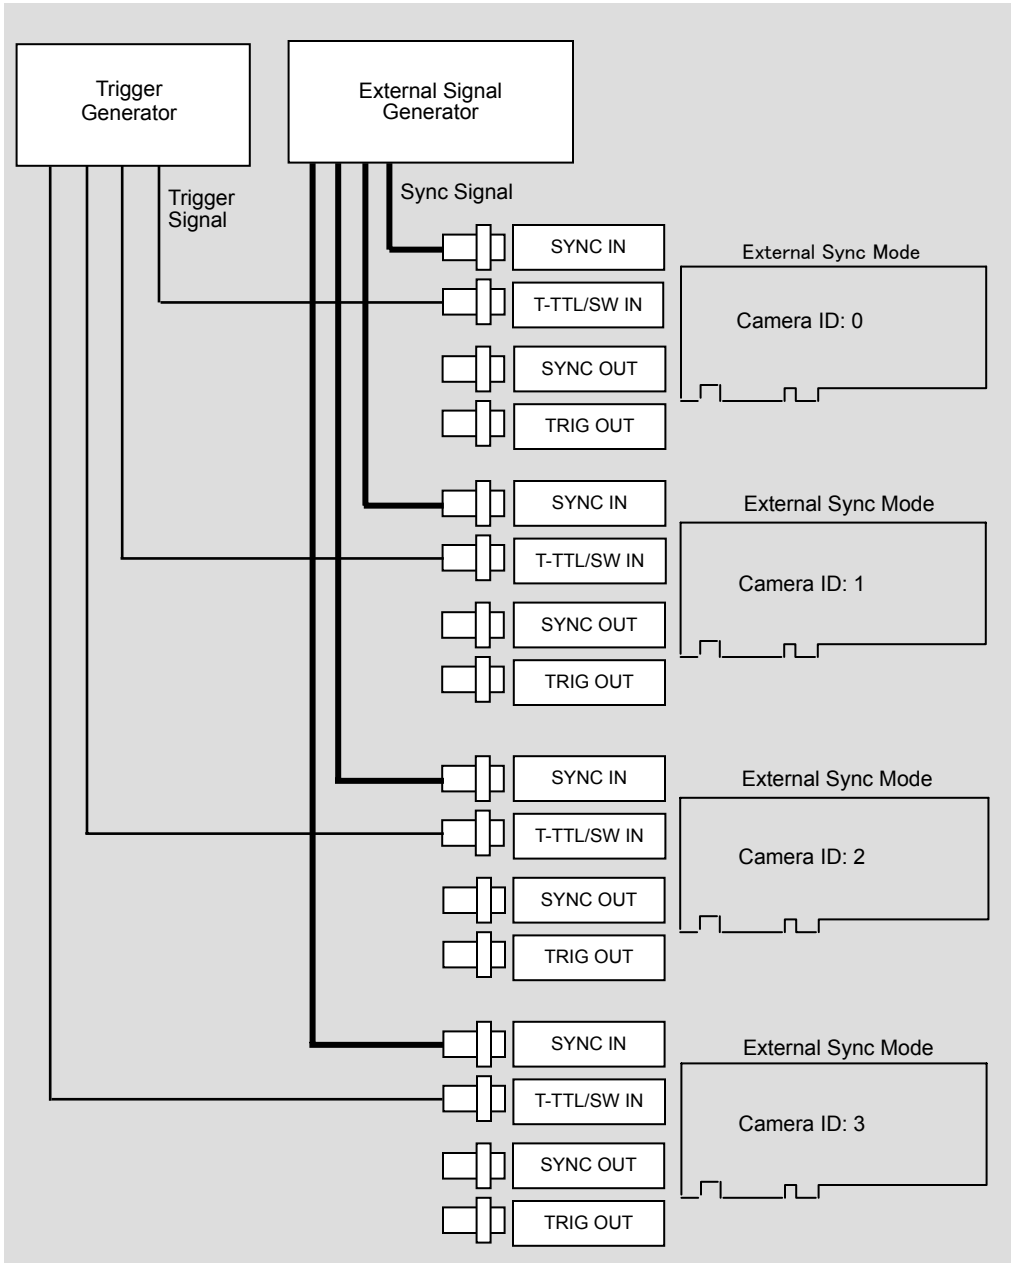 Trigger
Generator
External Signal
Generator
Trigger
Signal
Sync Signal
SYNC IN
T-TTL/SW IN
SYNC OUT
TRIG OUT
External Sync Mode
Camera ID: 0
SYNC IN
T-TTL/SW IN
SYNC OUT
TRIG OUT
External Sync Mode
Camera ID: 1
SYNC IN
T-TTL/SW IN
SYNC OUT
TRIG OUT
External Sync Mode
Camera ID: 2
SYNC IN
T-TTL/SW IN
SYNC OUT
TRIG OUT
External Sync Mode
Camera ID: 3